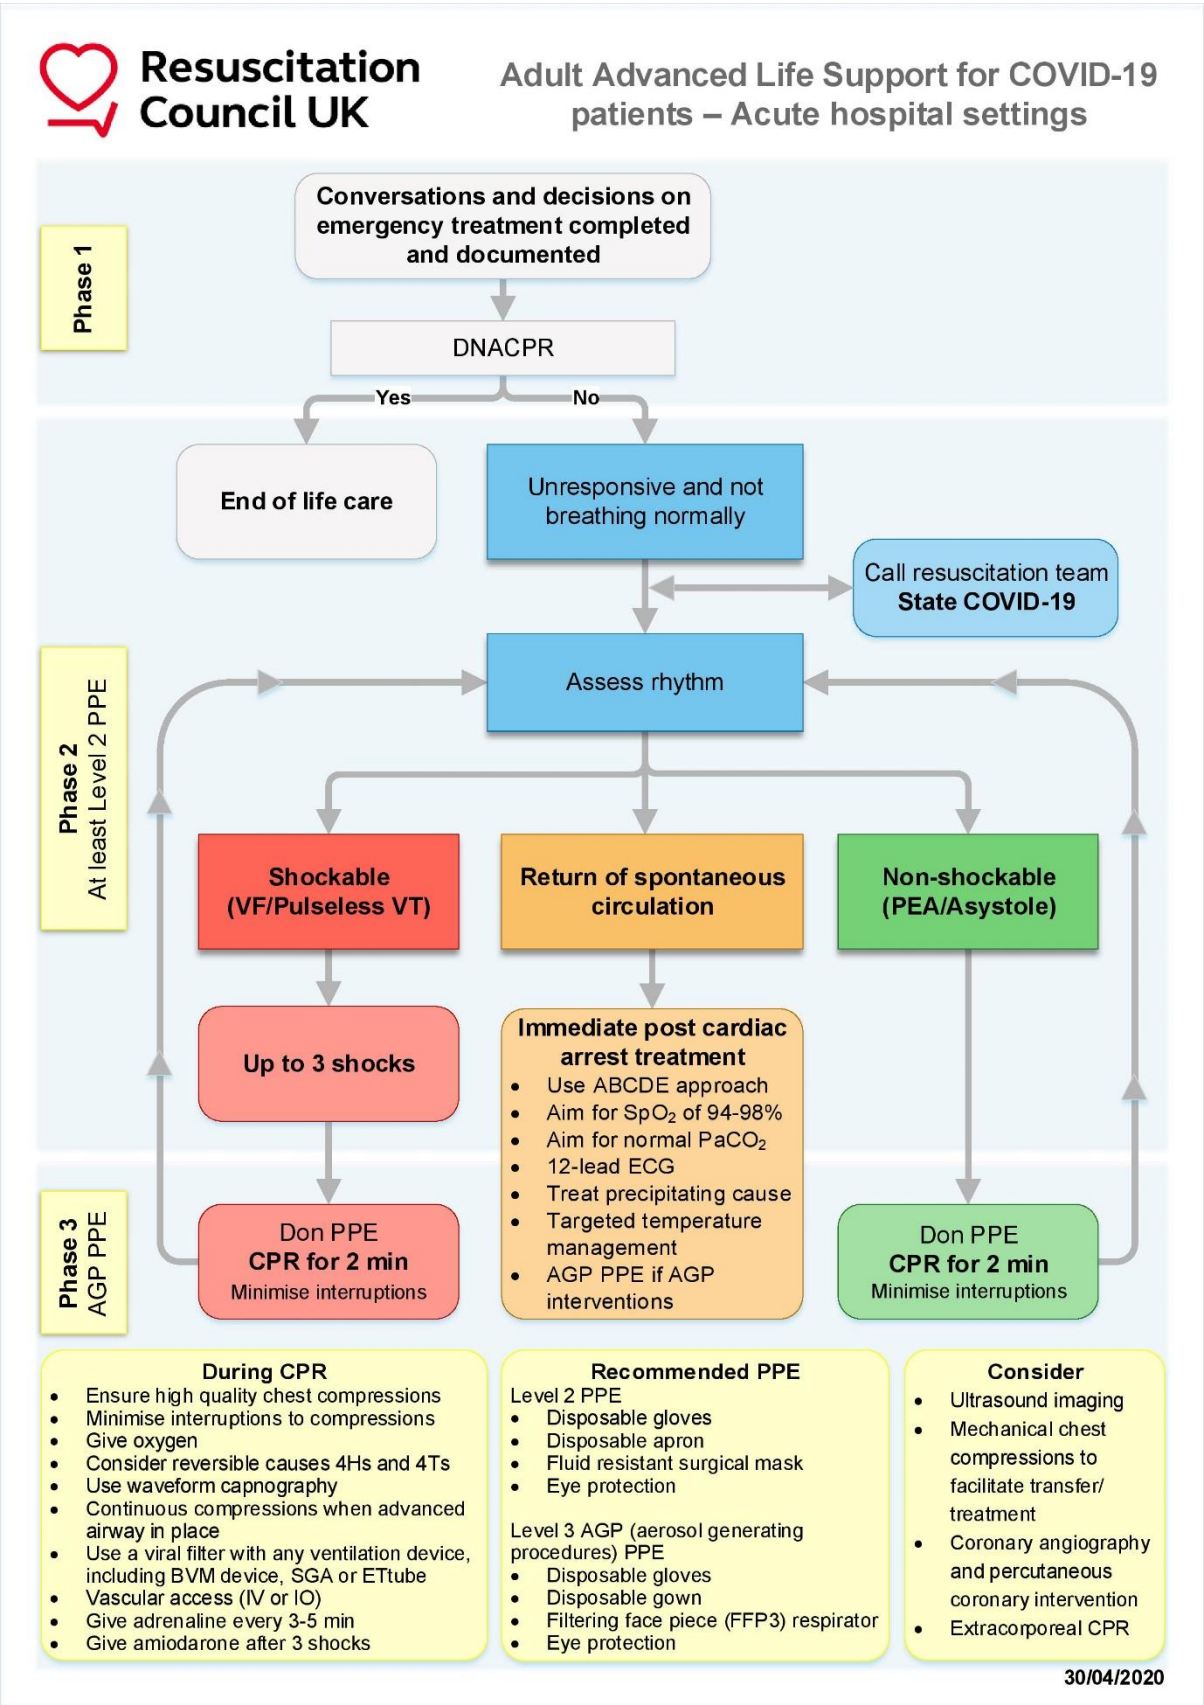 Resuscitation
Council UK
Adult Advanced Life Support for COVID-19
patients – Acute hospital settings
Phase 1
Conversations and decisions on
emergency treatment completed
and documented
DNACPR
Yes
No
Phase 2
At least Level 2 PPE
End of life care
Unresponsive and not
breathing normally
Call resuscitation team
State COVID-19
Assess rhythm
Shockable
(VF/Pulseless VT)
Return of spontaneous
circulation
Non-shockable
(PEA/Asystole)
Up to 3 shocks
Immediate post cardiac
arrest treatment
• Use ABCDE approach
• Aim for SpO₂ of 94-98%
• Aim for normal PaCO₂
• 12-lead ECG
• Treat precipitating cause
• Targeted temperature
management
• AGP PPE if AGP
interventions
Phase 3
AGP PPE
Don PPE
CPR for 2 min
Minimise interruptions
Don PPE
CPR for 2 min
Minimise interruptions
During CPR
• Ensure high quality chest compressions
• Minimise interruptions to compressions
• Give oxygen
• Consider reversible causes 4Hs and 4Ts
• Use waveform capnography
• Continuous compressions when advanced
airway in place
• Use a viral filter with any ventilation device,
including BVM device, SGA or ETtube
• Vascular access (IV or IO)
• Give adrenaline every 3-5 min
• Give amiodarone after 3 shocks
Recommended PPE
Level 2 PPE
• Disposable gloves
• Disposable apron
• Fluid resistant surgical mask
• Eye protection
Level 3 AGP (aerosol generating
procedures) PPE
• Disposable gloves
• Disposable gown
• Filtering face piece (FFP3) respirator
• Eye protection
Consider
• Ultrasound imaging
• Mechanical chest
compressions to
facilitate transfer/
treatment
• Coronary angiography
and percutaneous
coronary intervention
• Extracorporeal CPR
30/04/2020